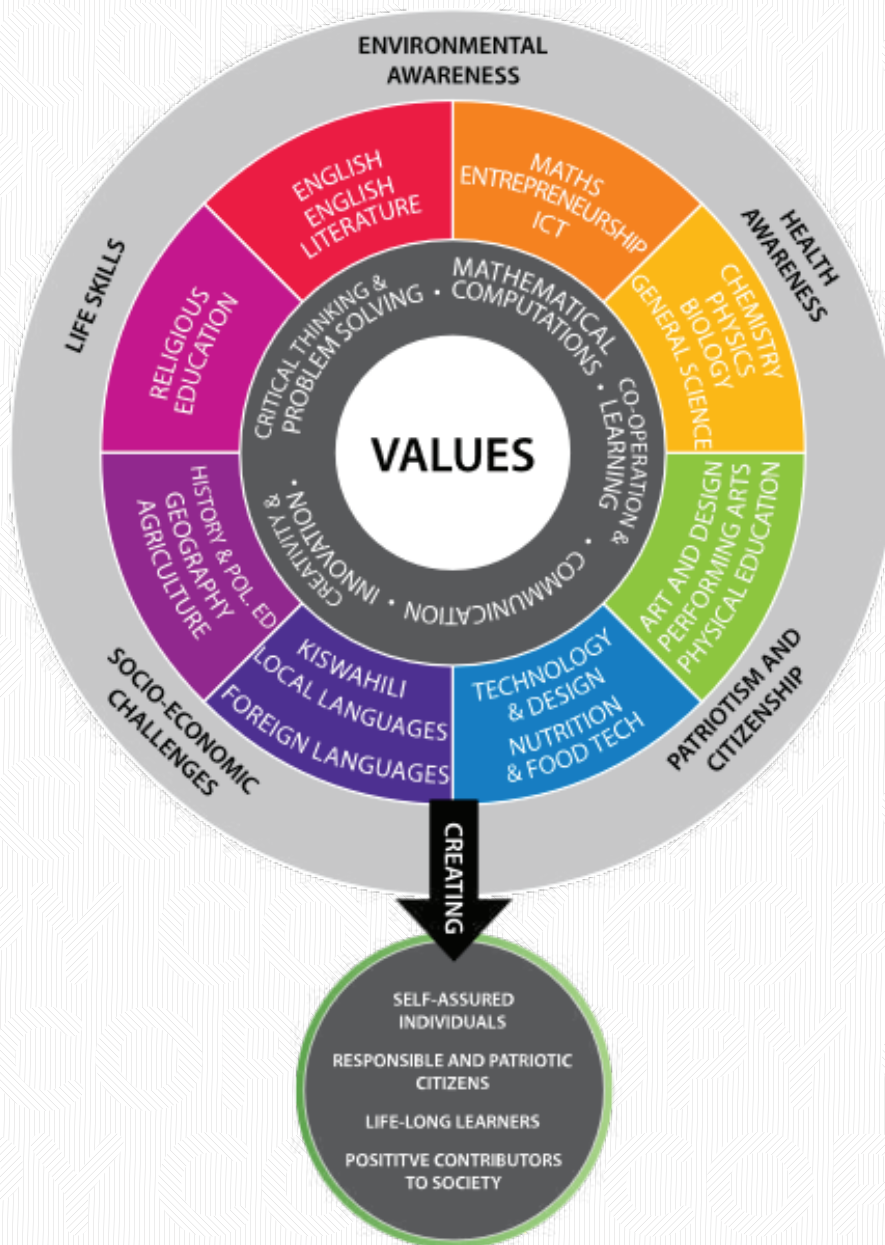 ENVIRONMENTAL
AWARENESS
HEALTH
AWARENESS
PATRIOTISM AND
CITIZENSHIP
SOCIO-ECONOMIC
CHALLENGES
LIFE SKILLS
ENGLISH
ENGLISH
LITERATURE
MATHS
ENTREPRENEURSHIP
ICT
CHEMISTRY
PHYSICS
BIOLOGY
GENERAL SCIENCE
ART AND DESIGN
PERFORMING ARTS
PHYSICAL EDUCATION
TECHNOLOGY
& DESIGN
NUTRITION
& FOOD TECH
KISWAHILI
LOCAL LANGUAGES
FOREIGN LANGUAGES
HISTORY & POL. ED
GEOGRAPHY
AGRICULTURE
RELIGIOUS
EDUCATION
CRITICAL THINKING &
PROBLEM SOLVING •
MATHEMATICAL
COMPUTATIONS •
CO-OPERATION &
LEARNING •
COMMUNICATION •
CREATIVITY &
INNOVATION •
VALUES
CREATING
SELF-ASSURED
INDIVIDUALS
RESPONSIBLE AND PATRIOTIC
CITIZENS
LIFE-LONG LEARNERS
POSITITVE CONTRIBUTORS
TO SOCIETY